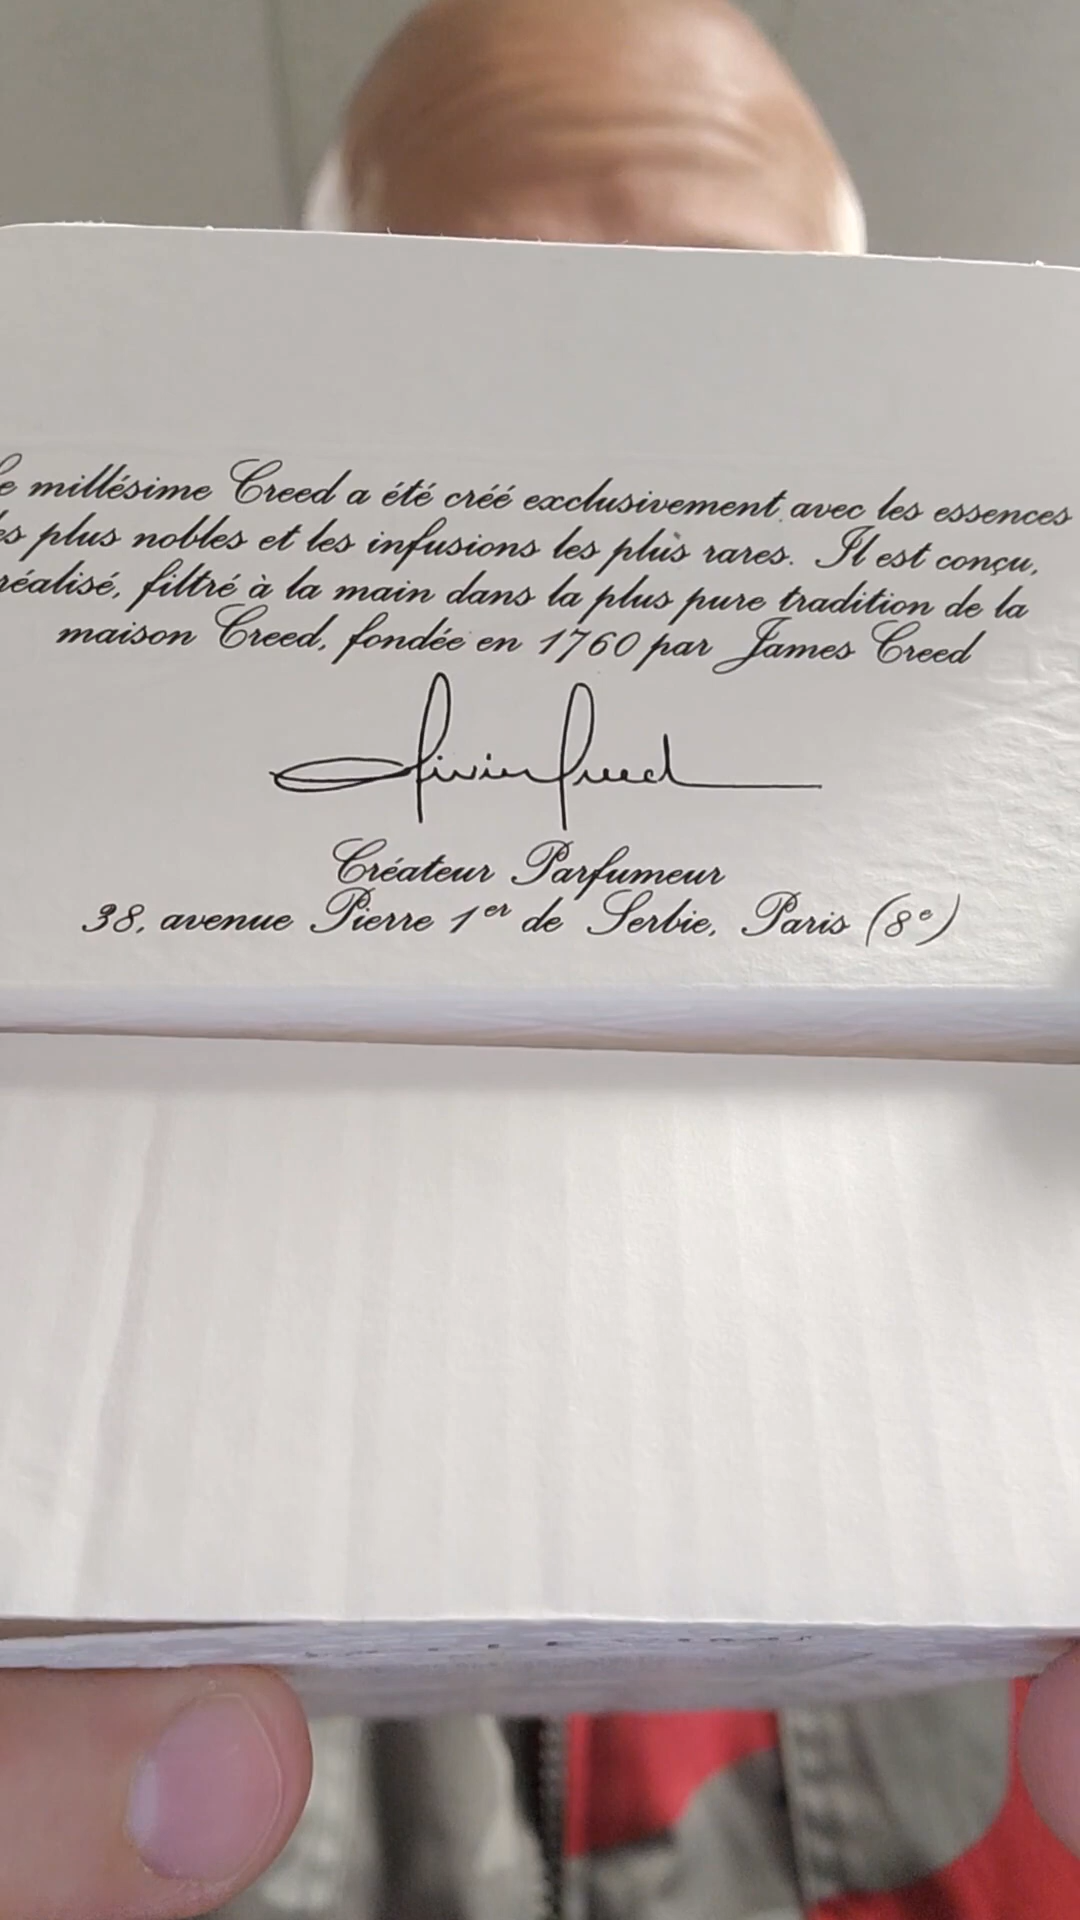 millésime Creed a été créé exclusivement avec les essences
plus nobles et les infusions les plus rares. Il est conçu,
réalisé, filtré à la main dans la plus pure tradition de la
maison Creed, fondée en 1760 par James Creed
Olivier Creed
Créateur Parfumeur
38, avenue Pierre 1er de Serbie, Paris (8e)